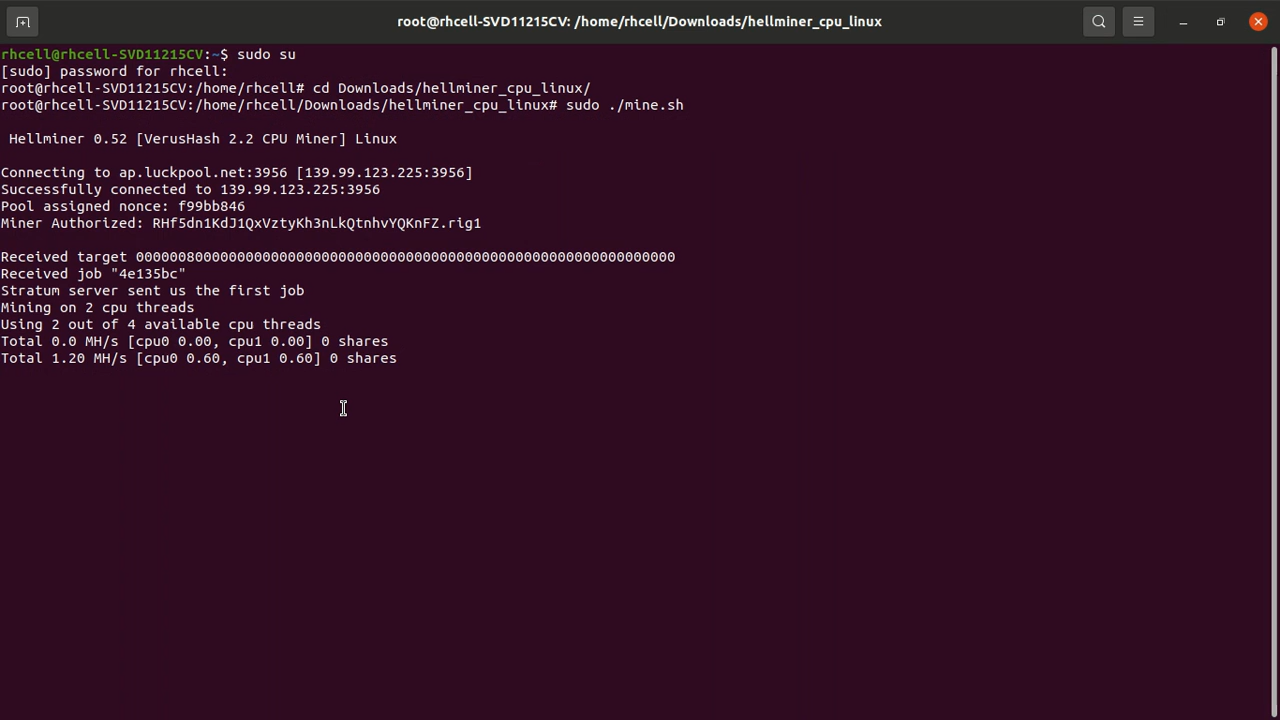 root@rhcell-SVD11215CV: /home/rhcell/Downloads/hellminer_cpu_linux
rhcell@rhcell-SVD11215CV:~$ sudo su
[sudo] password for rhcell:
root@rhcell-SVD11215CV:/home/rhcell# cd Downloads/hellminer_cpu_linux/
root@rhcell-SVD11215CV:/home/rhcell/Downloads/hellminer_cpu_linux# sudo ./mine.sh
Hellminer 0.52 [VerusHash 2.2 CPU Miner] Linux
Connecting to ap.luckpool.net:3956 [139.99.123.225:3956]
Successfully connected to 139.99.123.225:3956
Pool assigned nonce: f99bb846
Miner Authorized: RHf5dn1KdJ1QxVztyKh3nLkQtnhvYQKnFZ.rig1
Received target 0000008000000000000000000000000000000000000000000000000000000000
Received job "4e135bc"
Stratum server sent us the first job
Mining on 2 cpu threads
Using 2 out of 4 available cpu threads
Total 0.0 MH/s [cpu0 0.00, cpu1 0.00] 0 shares
Total 1.20 MH/s [cpu0 0.60, cpu1 0.60] 0 shares